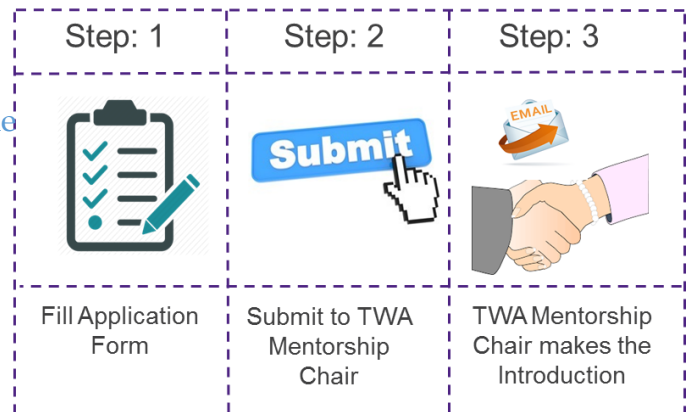 Step: 1
Step: 2
Step: 3
Submit
EMAIL
Fill Application
Form
Submit to TWA
Mentorship
Chair
TWA Mentorship
Chair makes the
Introduction